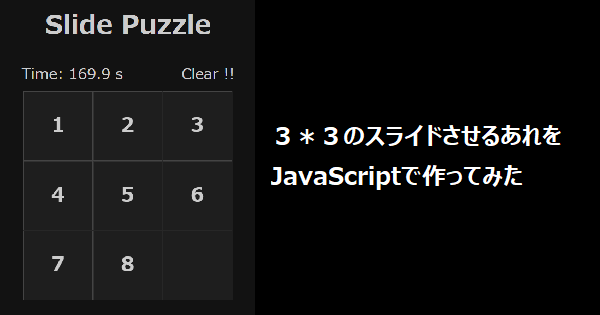 Slide Puzzle
Time: 169.9 s
Clear !!
1 2 3
4 5 6
7 8
３＊３のスライドさせるあれを
JavaScriptで作ってみた